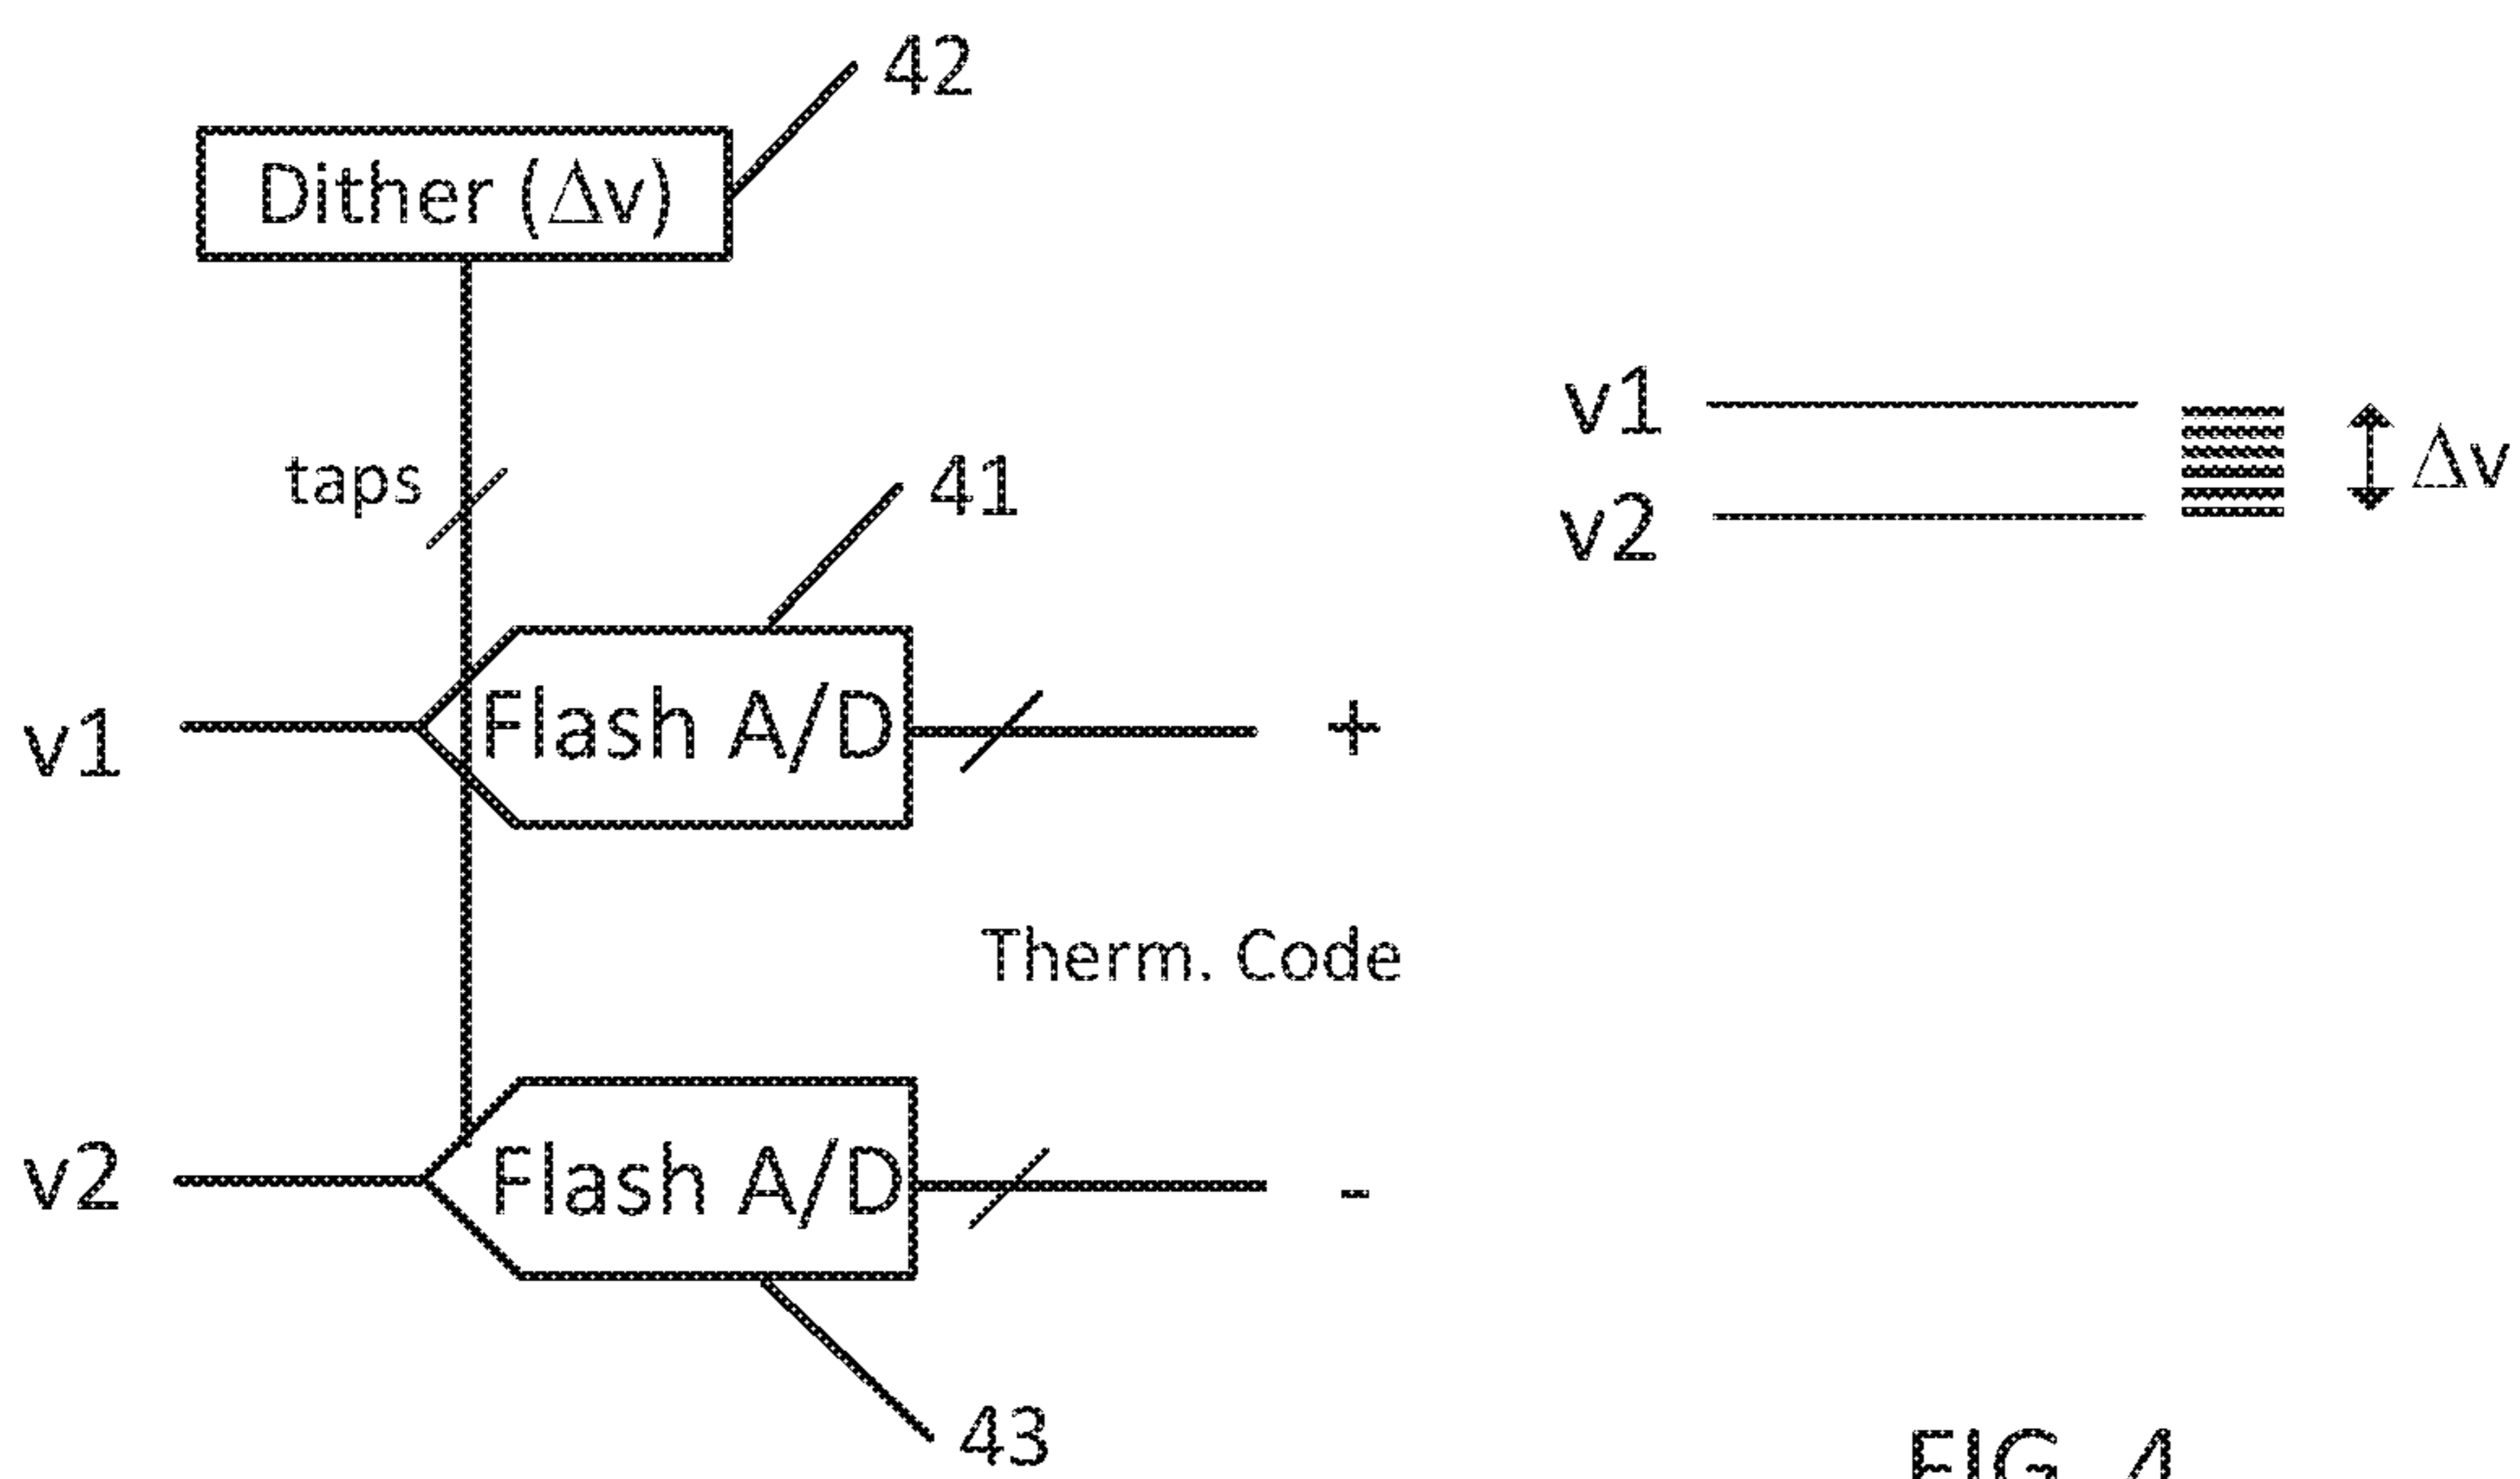 42
Dither (Δv)
taps
41
v1
v2
Δv
v1
Flash A/D
+
Therm. Code
v2
Flash A/D
-
43
FIG. 4